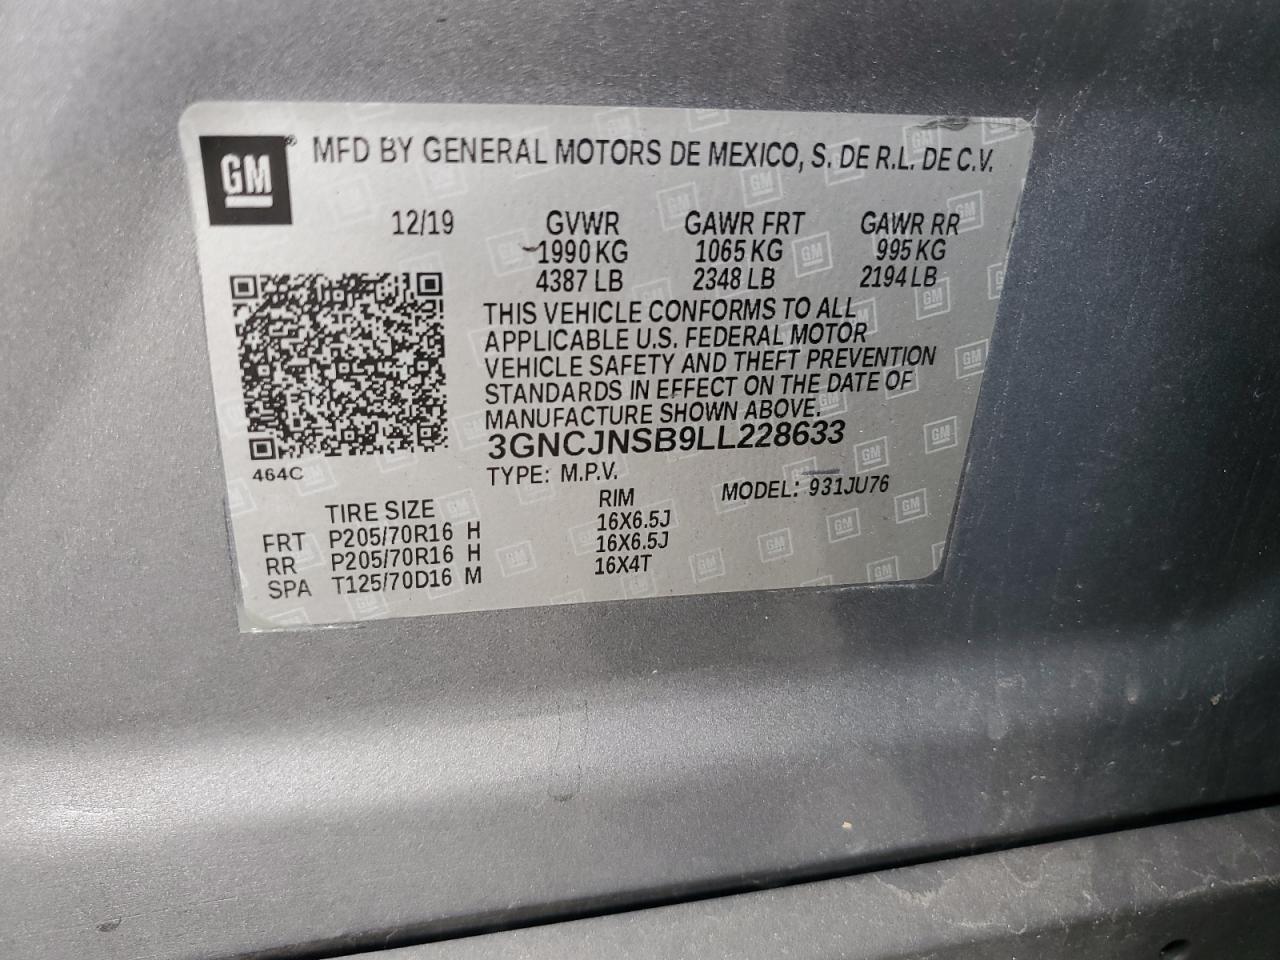 GM
MFD BY GENERAL MOTORS DE MEXICO, S. DE R.L. DE C.V.
12/19 GVWR GAWR FRT GAWR RR
1990 KG 1065 KG 995 KG
4387 LB 2348 LB 2194 LB
THIS VEHICLE CONFORMS TO ALL
APPLICABLE U.S. FEDERAL MOTOR
VEHICLE SAFETY AND THEFT PREVENTION
STANDARDS IN EFFECT ON THE DATE OF
MANUFACTURE SHOWN ABOVE.
3GNCJNSB9LL228633
464C
TYPE: M.P.V. MODEL: 931JU76
TIRE SIZE RIM
FRT P205/70R16 H 16X6.5J
RR P205/70R16 H 16X6.5J
SPA T125/70D16 M 16X4T